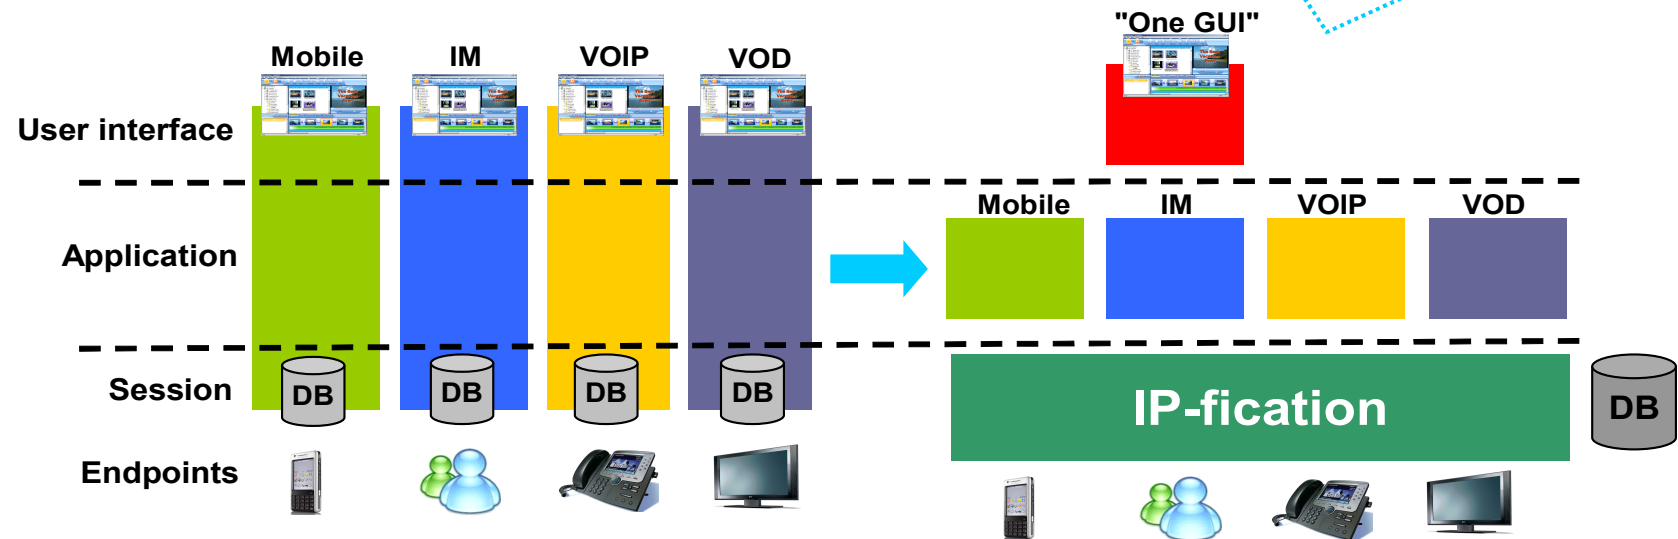 "One GUI"
Mobile IM VOIP VOD
User interface
Mobile IM VOIP VOD
Application
Session
DB DB DB DB
IP-fication
DB
Endpoints